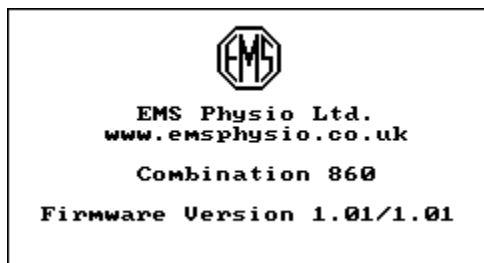 EMS
EMS Physio Ltd.
www.emsphysio.co.uk
Combination 860
Firmware Version 1.01/1.01